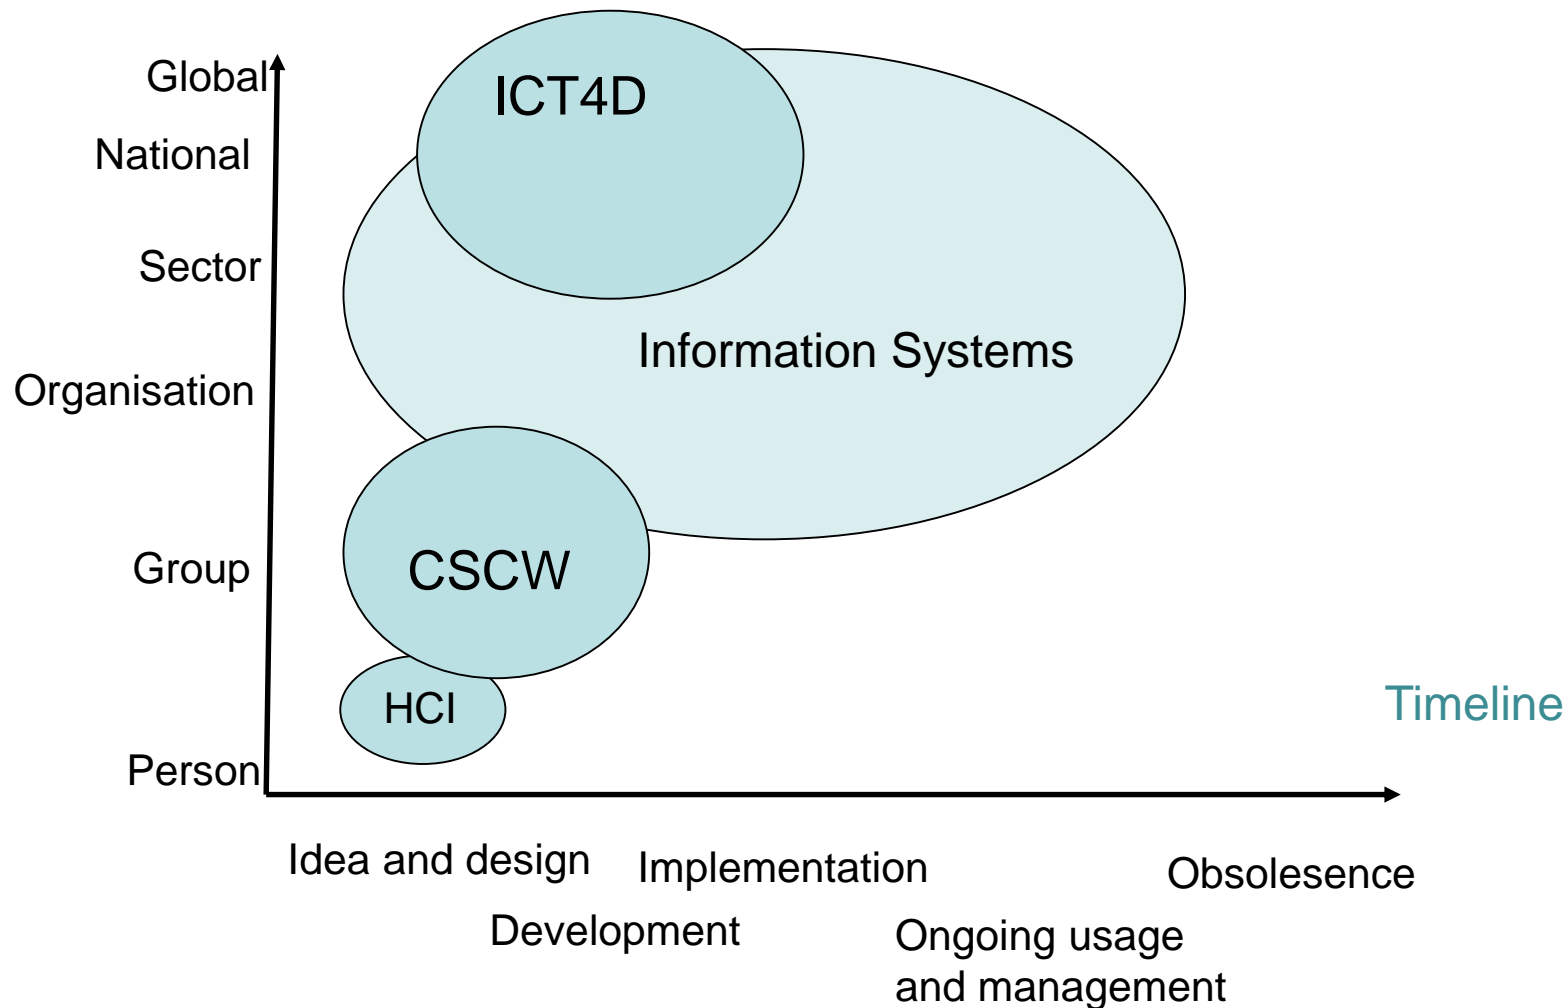 Global
ICT4D
National
Sector
Information Systems
Organisation
Group
CSCW
HCI
Timeline
Person
Idea and design
Implementation
Obsolesence
Development
Ongoing usage
and management